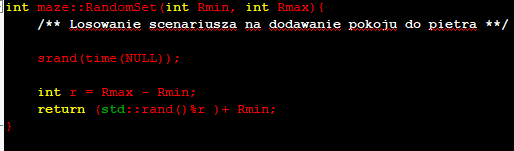 int maze::RandomSet(int Rmin, int Rmax){
/** Losowanie scenariusza na dodawanie pokoju do pietra **/
srand(time(NULL));
int r = Rmax - Rmin;
return (std::rand()%r )+ Rmin;
}